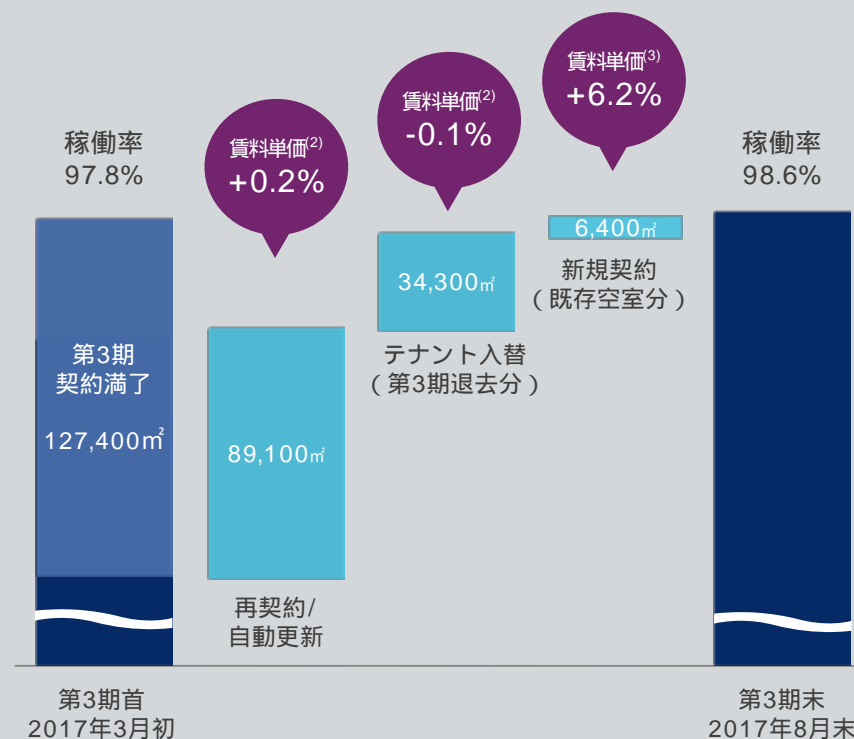 稼働率
97.8%
第3期
契約満了
127,400㎡
第3期首
2017年3月初
賃料単価(2)
+0.2%
89,100㎡
再契約/
自動更新
賃料単価(2)
-0.1%
34,300㎡
テナント入替
（第3期退去分）
賃料単価(3)
+6.2%
6,400㎡
新規契約
（既存空室分）
稼働率
98.6%
第3期末
2017年8月末